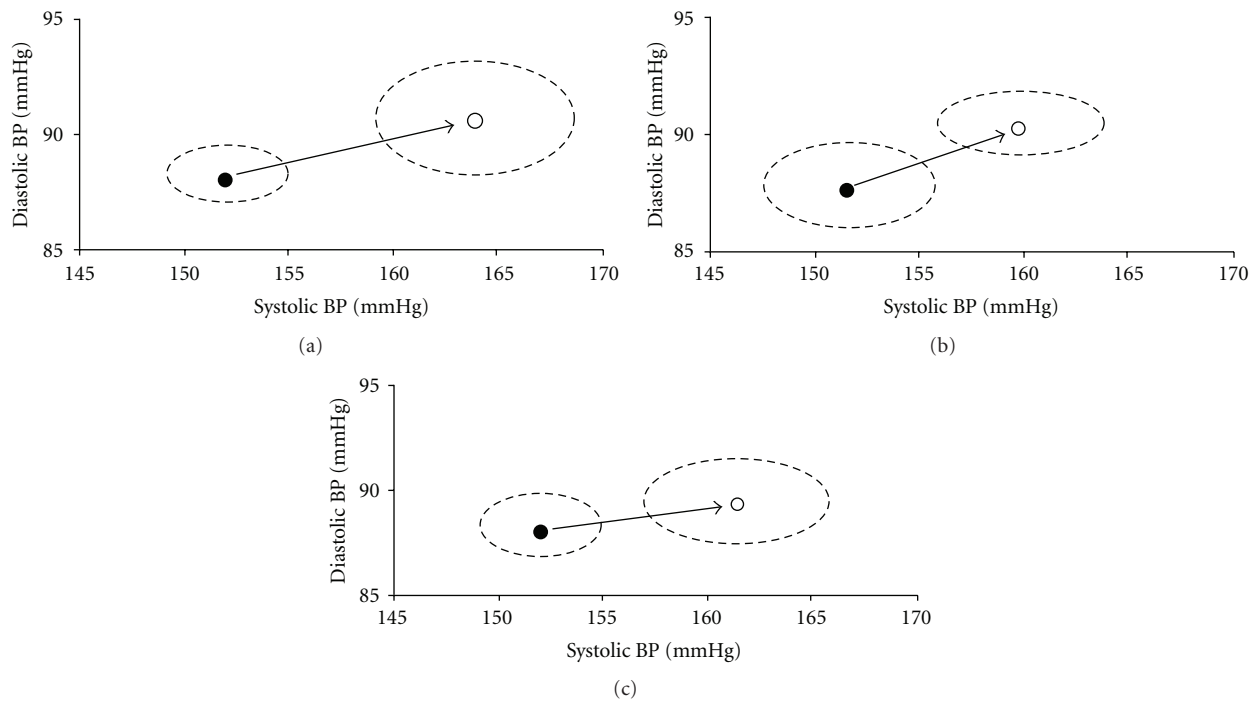 95
90
85
Diastolic BP (mmHg)
145 150 155 160 165 170
Systolic BP (mmHg)
(a)
95
90
85
Diastolic BP (mmHg)
145 150 155 160 165 170
Systolic BP (mmHg)
(b)
95
90
85
Diastolic BP (mmHg)
145 150 155 160 165 170
Systolic BP (mmHg)
(c)